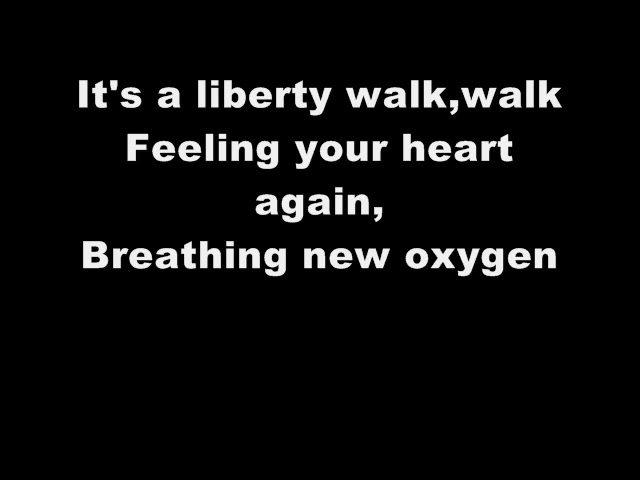 It's a liberty walk,walk
Feeling your heart
again,
Breathing new oxygen